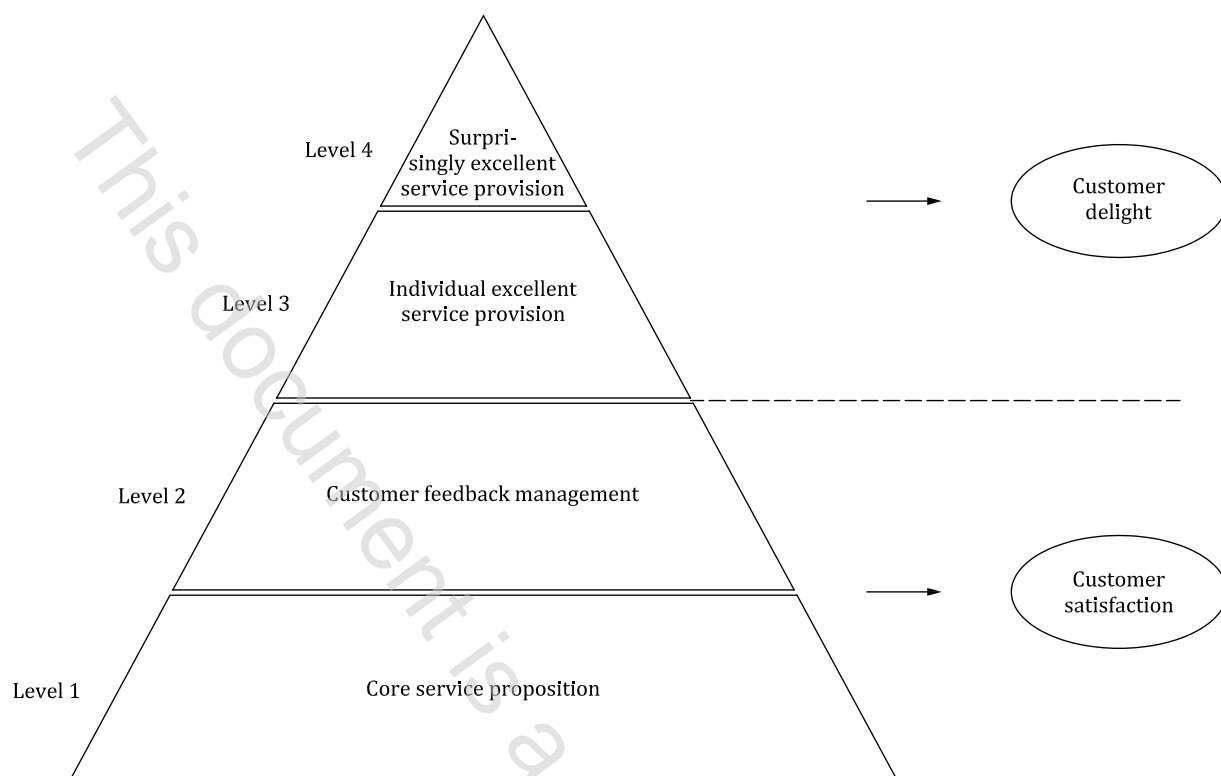 Level 4
Surpri-
singly excellent
service provision
Customer
delight
Level 3
Individual excellent
service provision
Level 2
Customer feedback management
Customer
satisfaction
Level 1
Core service proposition
This document is a